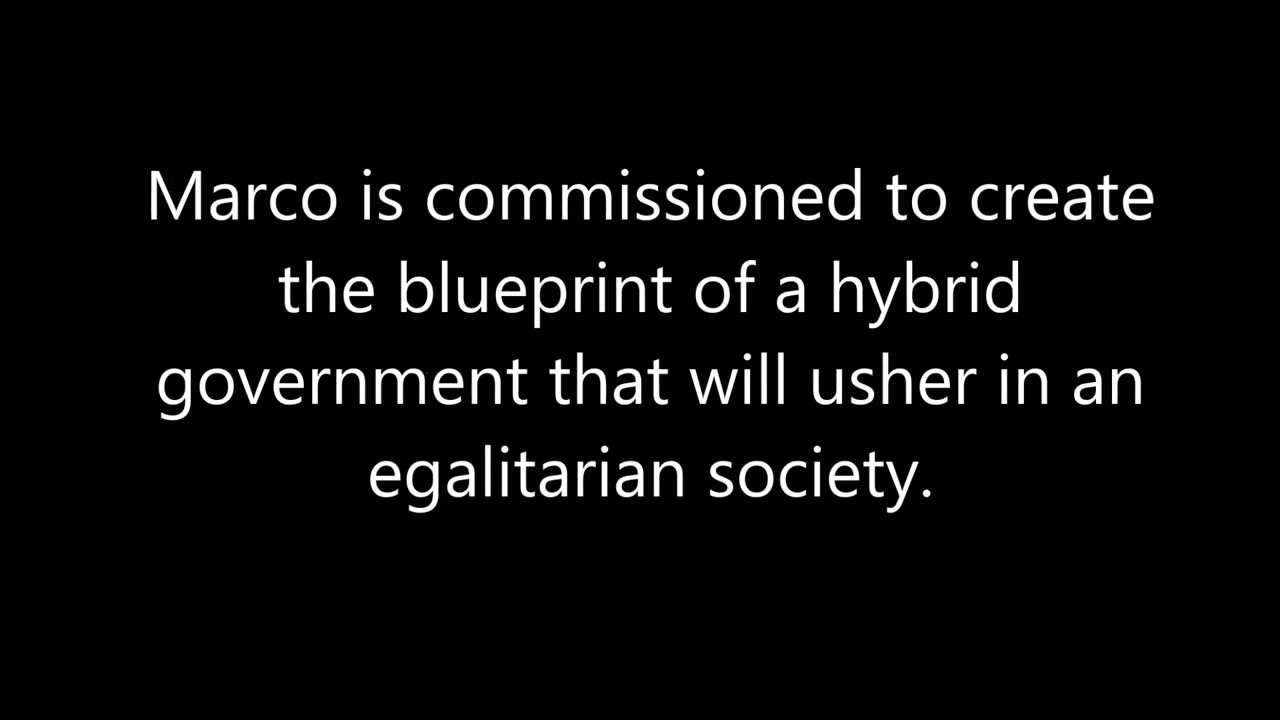 Marco is commissioned to create
the blueprint of a hybrid
government that will usher in an
egalitarian society.